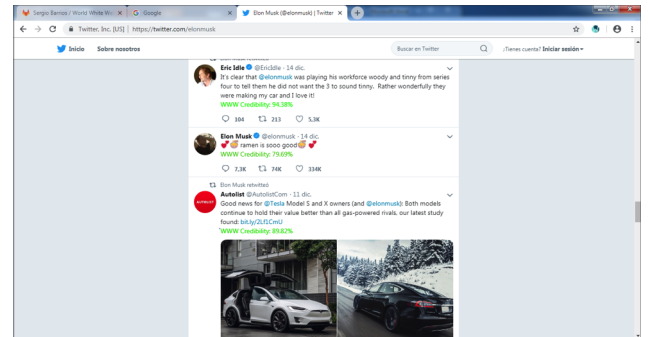 Sergio Barrios / World White We
Google
Elon Musk (@elonmusk) | Twitter
Twitter, Inc. [US] | https://twitter.com/elonmusk
Inicio Sobre nosotros Buscar en Twitter ¿Tienes cuenta? Iniciar sesión
Eric Idle @EricIdle · 14 dic.
It's clear that @elonmusk was playing his workforce woody and tinny from series
four to tell them he did not want the 3 to sound tinny. Rather wonderfully they
were making my car and I love it!
WWW Credibility: 94.38%
104 213 5,3K
Elon Musk @elonmusk · 14 dic.
ramen is sooo good
WWW Credibility: 79.69%
7,3K 74K 334K
Elon Musk retwitteó
Autolist @AutolistCom · 11 dic.
AUTOLIST
Good news for @Tesla Model S and X owners (and @elonmusk): Both models
continue to hold their value better than all gas-powered rivals, our latest study
found: bit.ly/2Lf1CmU
WWW Credibility: 89.82%